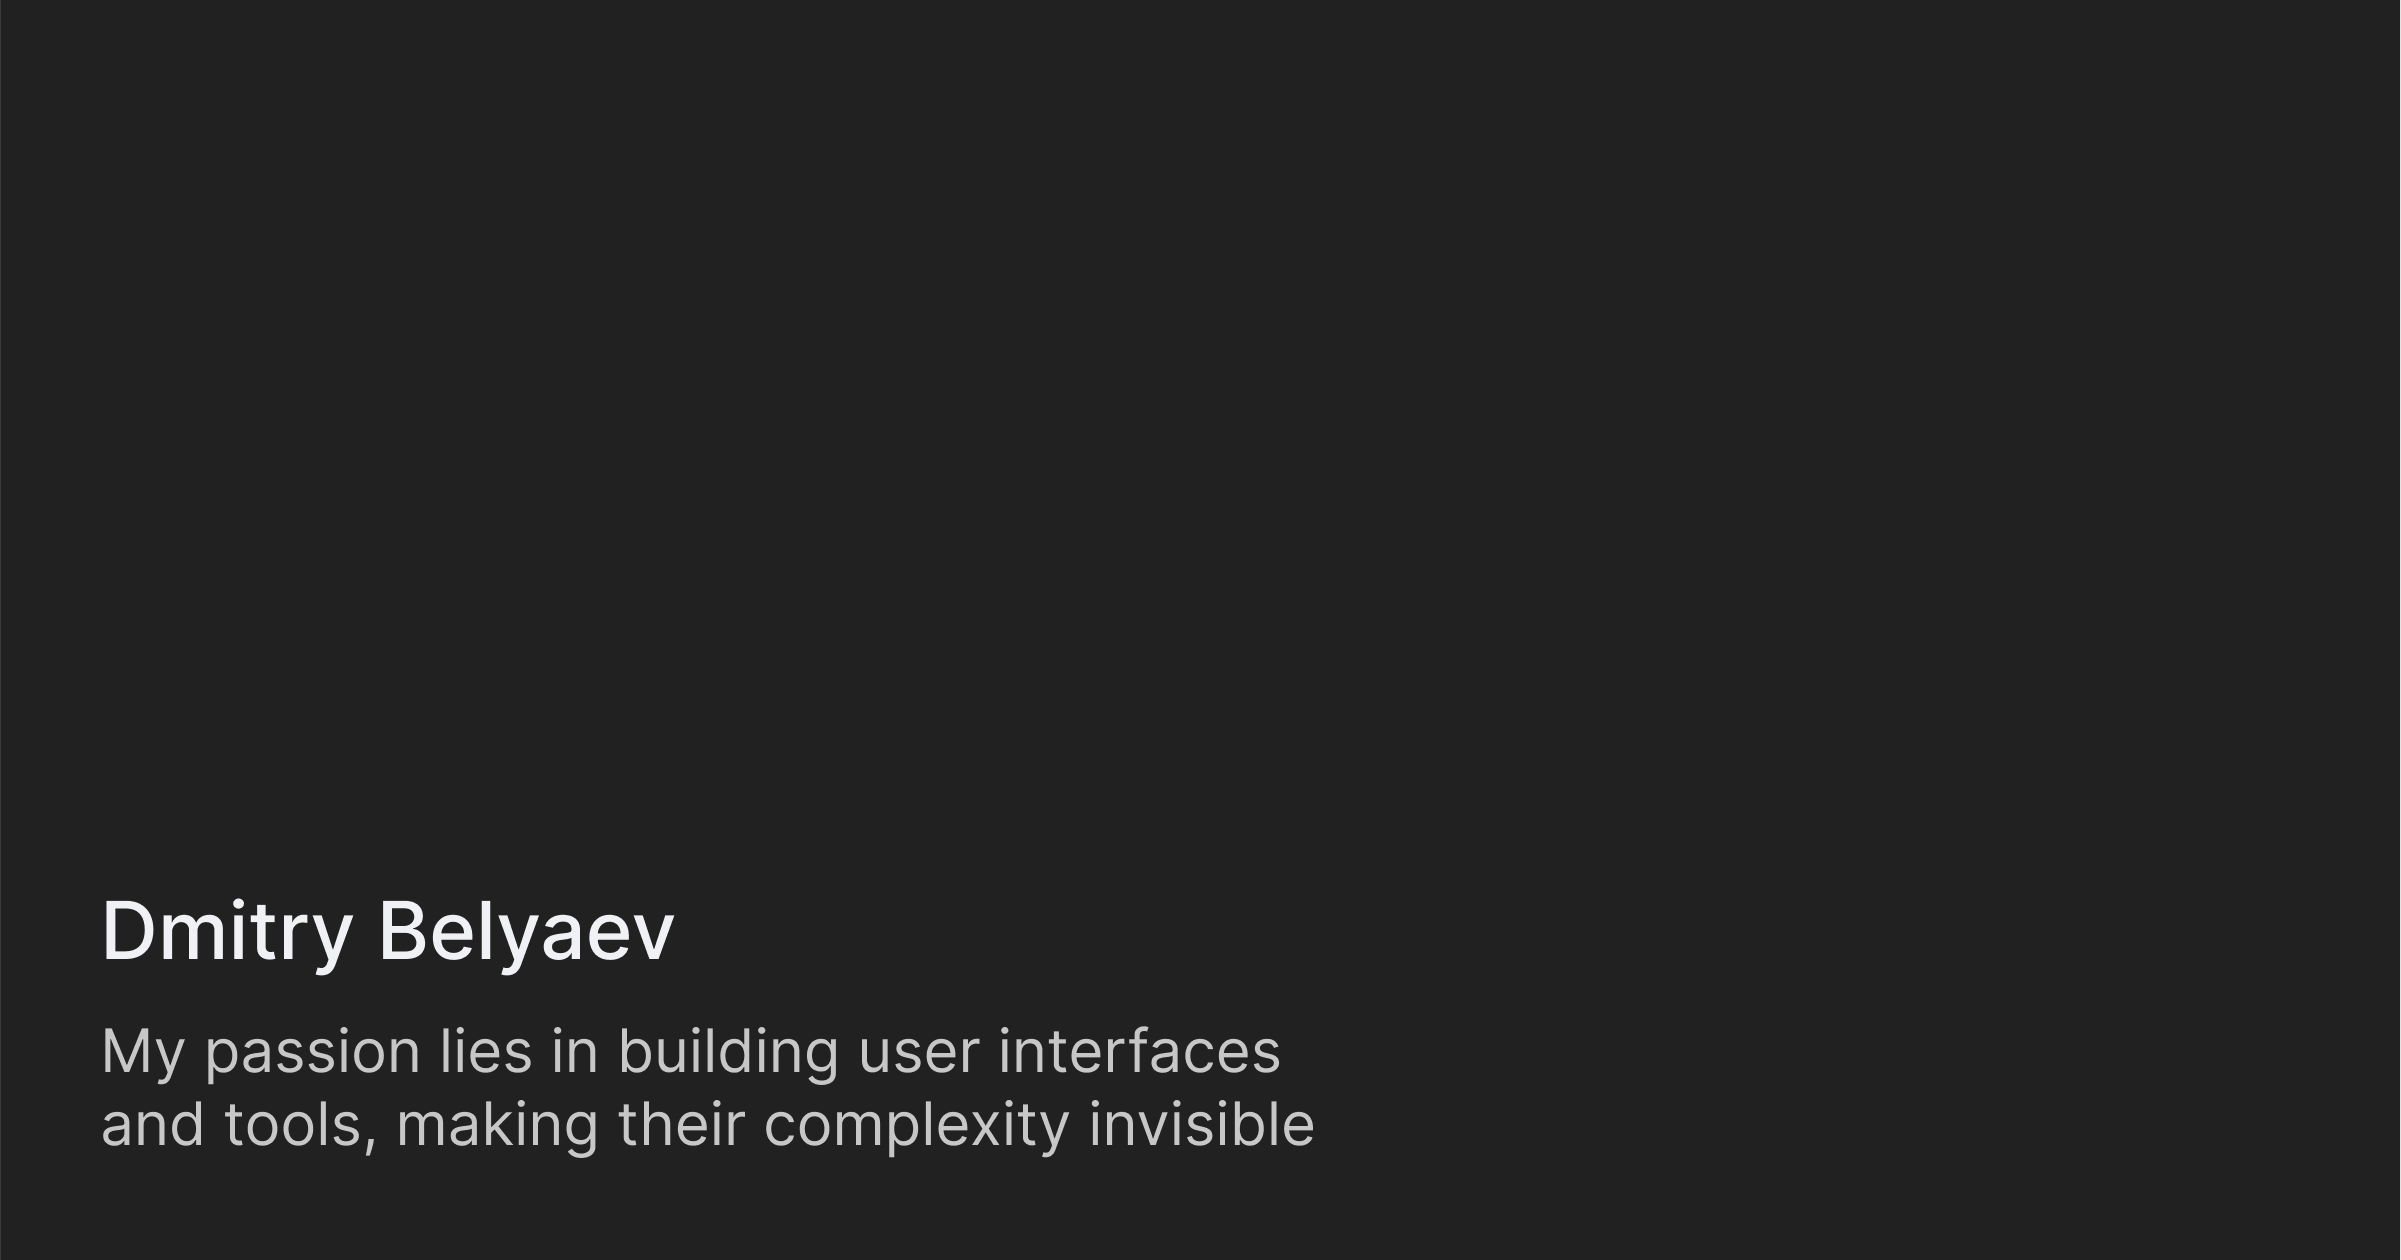 Dmitry Belyaev
My passion lies in building user interfaces
and tools, making their complexity invisible